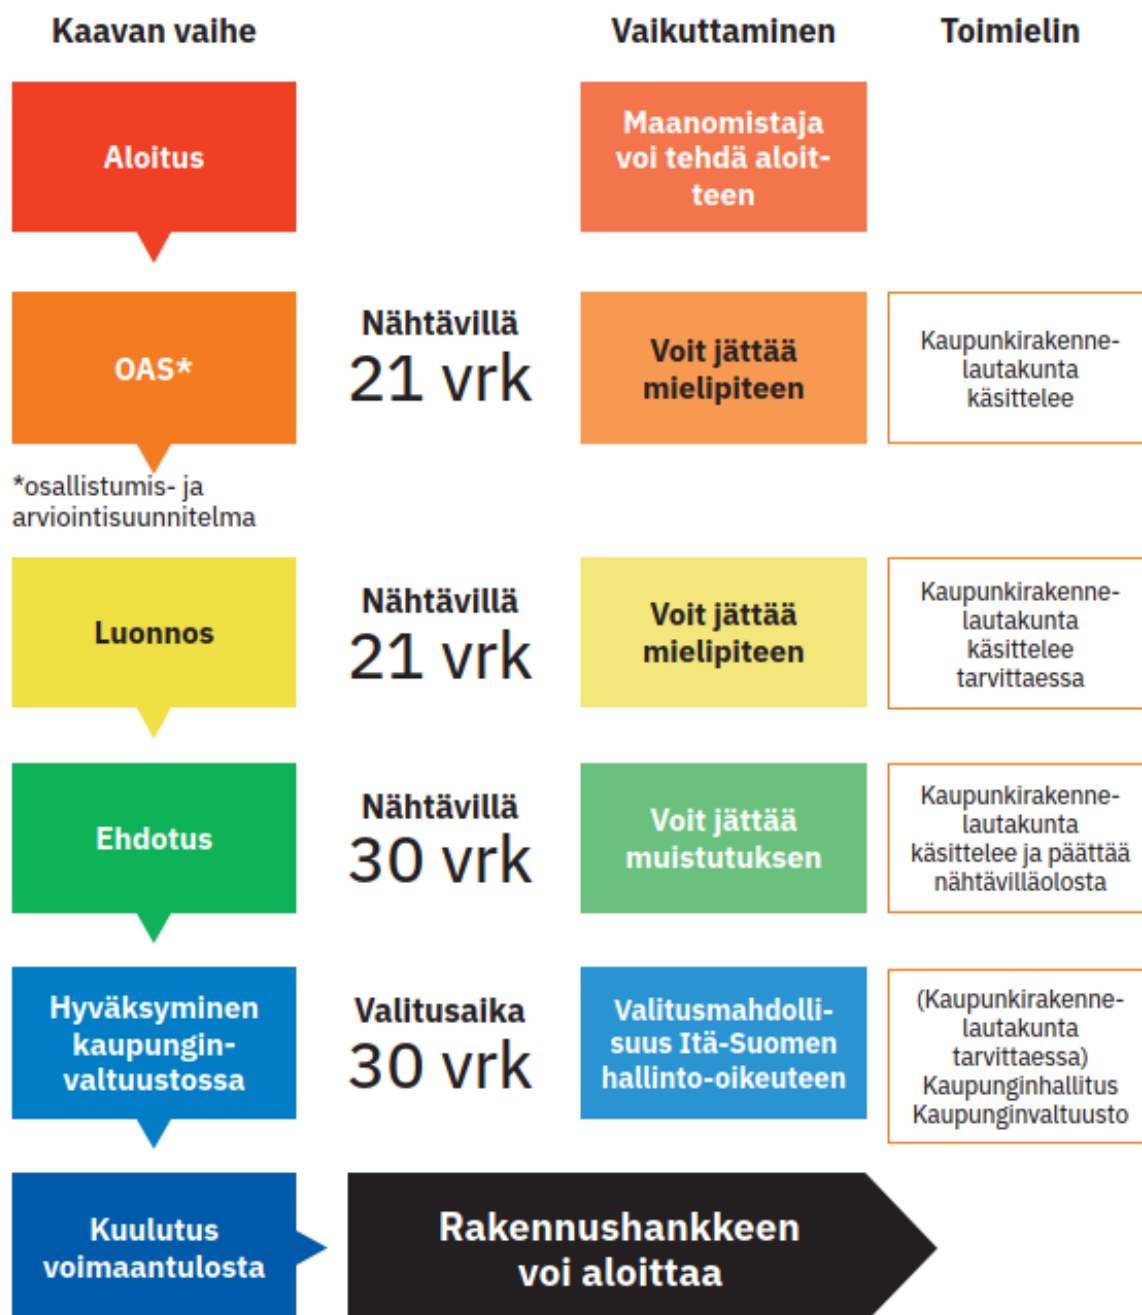 Kaavan vaihe
Vaikuttaminen
Toimielin
Aloitus
Maanomistaja
voi tehdä aloit-
teen
OAS*
Nähtävillä
21 vrk
Voit jättää
mielipiteen
Kaupunkirakenne-
lautakunta
käsittelee
*osallistumis- ja
arviointisuunnitelma
Luonnos
Nähtävillä
21 vrk
Voit jättää
mielipiteen
Kaupunkirakenne-
lautakunta
käsittelee
tarvittaessa
Ehdotus
Nähtävillä
30 vrk
Voit jättää
muistutuksen
Kaupunkirakenne-
lautakunta
käsittelee ja päättää
nähtävilläolosta
Hyväksyminen
kaupungin-
valtuustossa
Valitusaika
30 vrk
Valitusmahdolli-
suus Itä-Suomen
hallinto-oikeuteen
(Kaupunkirakenne-
lautakunta
tarvittaessa)
Kaupunginhallitus
Kaupunginvaltuusto
Kuulutus
voimaantulosta
Rakennushankkeen
voi aloittaa